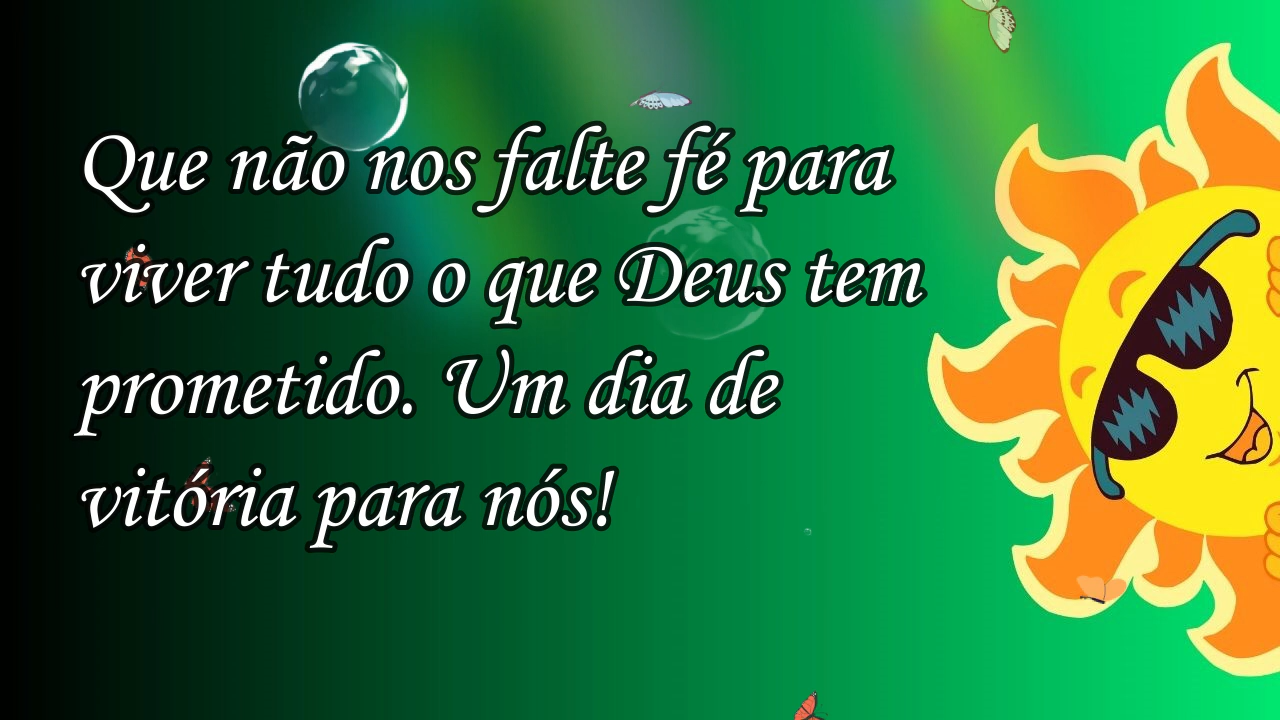 Que não nos falte fé para
viver tudo o que Deus tem
prometido. Um dia de
vitória para nós!